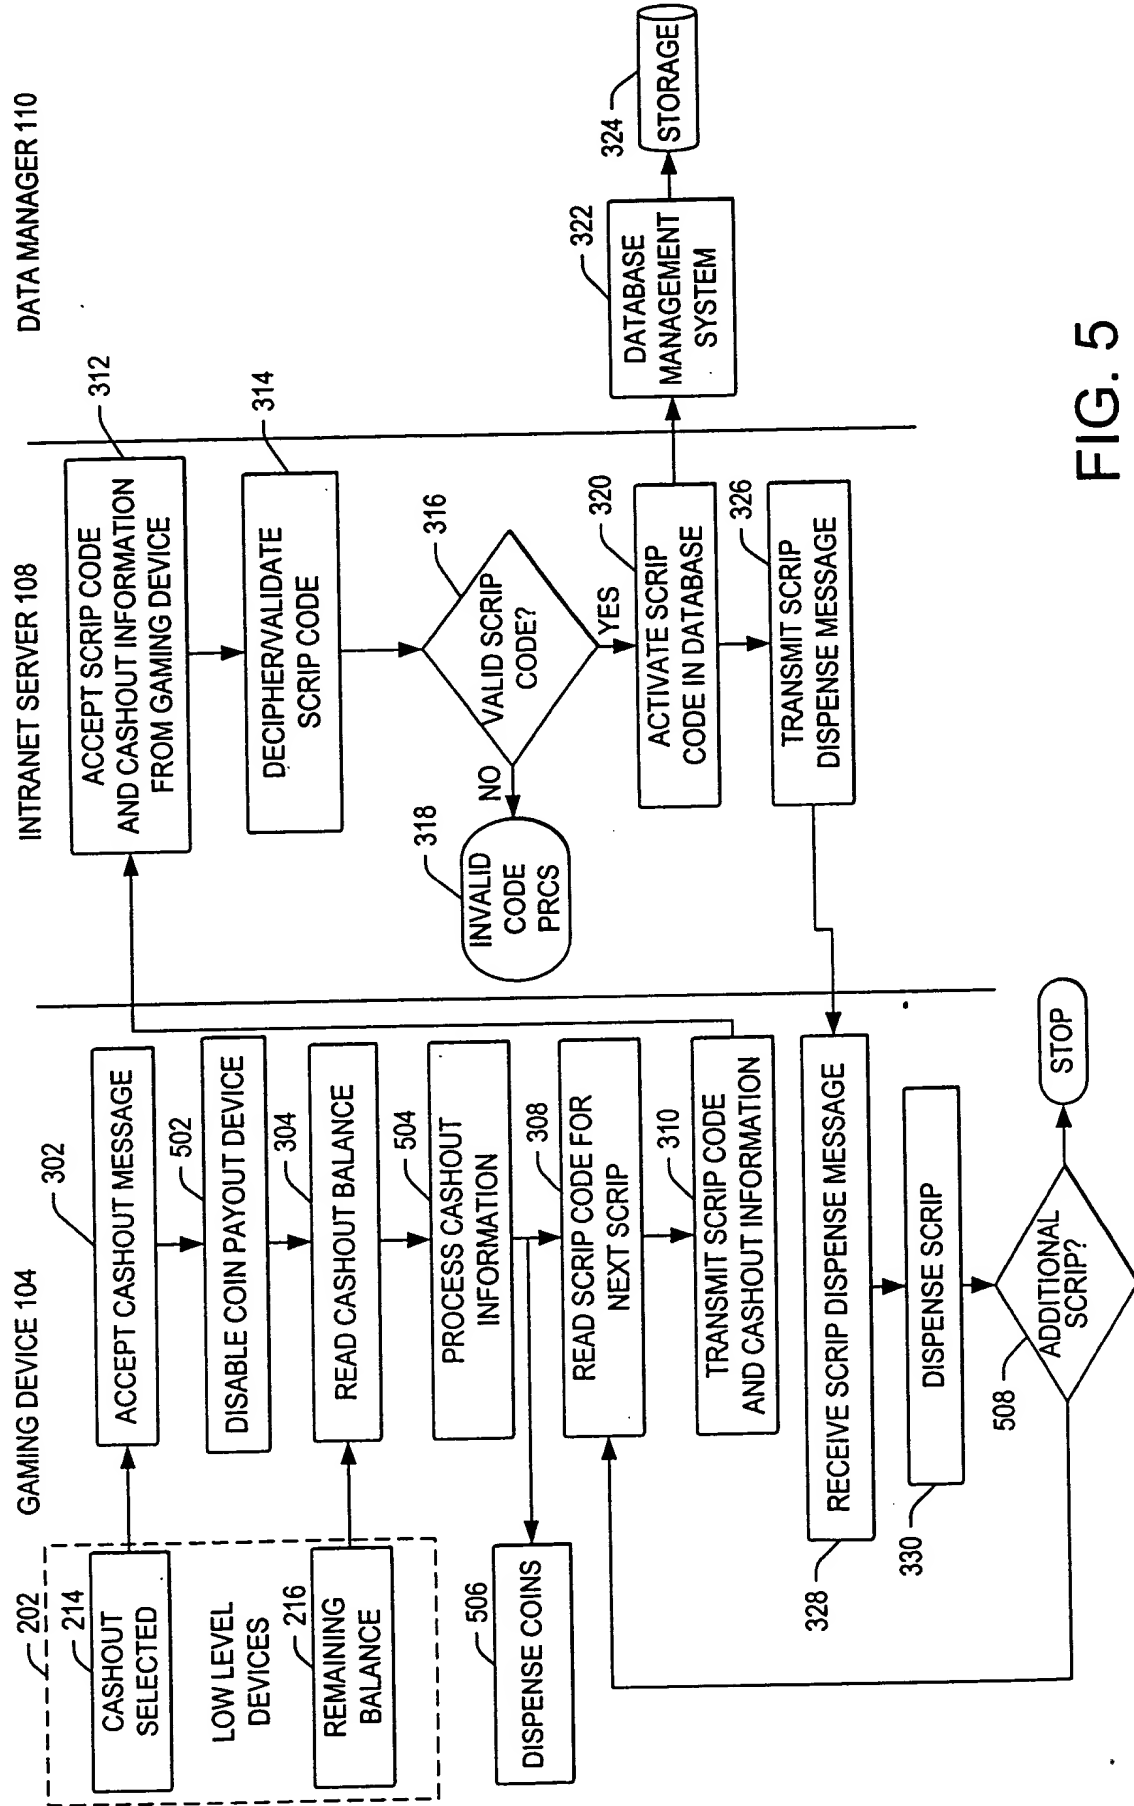 GAMING DEVICE 104
INTRANET SERVER 108
DATA MANAGER 110
202
214
CASHOUT
SELECTED
LOW LEVEL
DEVICES
216
REMAINING
BALANCE
302
ACCEPT CASHOUT MESSAGE
502
DISABLE COIN PAYOUT DEVICE
304
READ CASHOUT BALANCE
504
PROCESS CASHOUT
INFORMATION
506
DISPENSE COINS
308
READ SCRIP CODE FOR
NEXT SCRIP
310
TRANSMIT SCRIP CODE
AND CASHOUT INFORMATION
312
ACCEPT SCRIP CODE
AND CASHOUT INFORMATION
FROM GAMING DEVICE
314
DECIPHER/VALIDATE
SCRIP CODE
316
VALID SCRIP
CODE?
NO
318
INVALID
CODE
PRCS
YES
320
ACTIVATE SCRIP
CODE IN DATABASE
322
DATABASE
MANAGEMENT
SYSTEM
324
STORAGE
326
TRANSMIT SCRIP
DISPENSE MESSAGE
328
RECEIVE SCRIP DISPENSE MESSAGE
330
DISPENSE SCRIP
508
ADDITIONAL
SCRIP?
STOP
FIG. 5